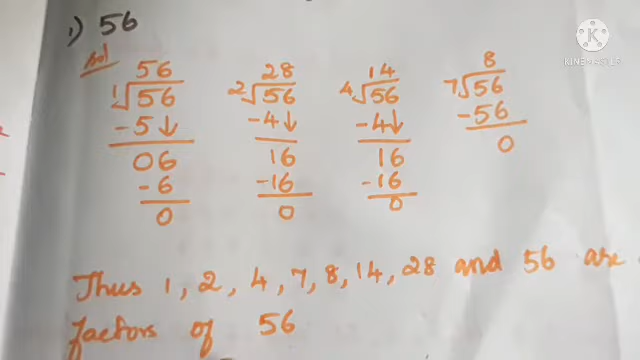 1) 56
Sol
56 28 14 8
1√56 2√56 4√56 7√56
-5↓ -4↓ -4↓ -56
06 16 16 0
-6 -16 -16
0 0 0
Thus 1, 2, 4, 7, 8, 14, 28 and 56 are
factors of 56
K
KINEMASTER